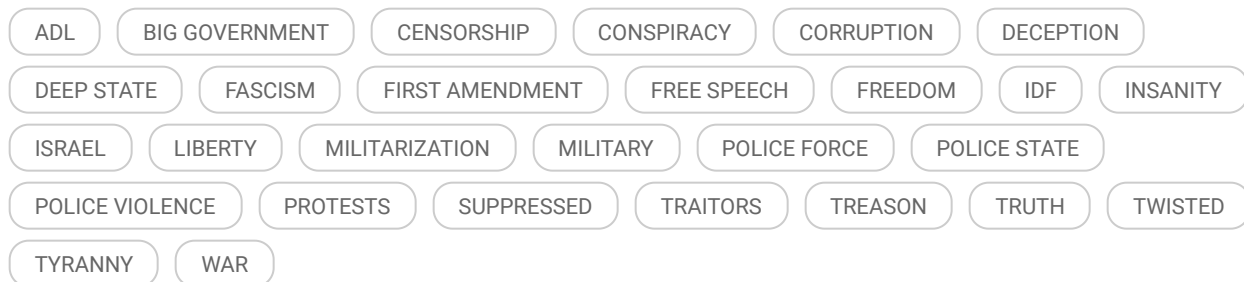 ADL BIG GOVERNMENT CENSORSHIP CONSPIRACY CORRUPTION DECEPTION
DEEP STATE FASCISM FIRST AMENDMENT FREE SPEECH FREEDOM IDF INSANITY
ISRAEL LIBERTY MILITARIZATION MILITARY POLICE FORCE POLICE STATE
POLICE VIOLENCE PROTESTS SUPPRESSED TRAITORS TREASON TRUTH TWISTED
TYRANNY WAR